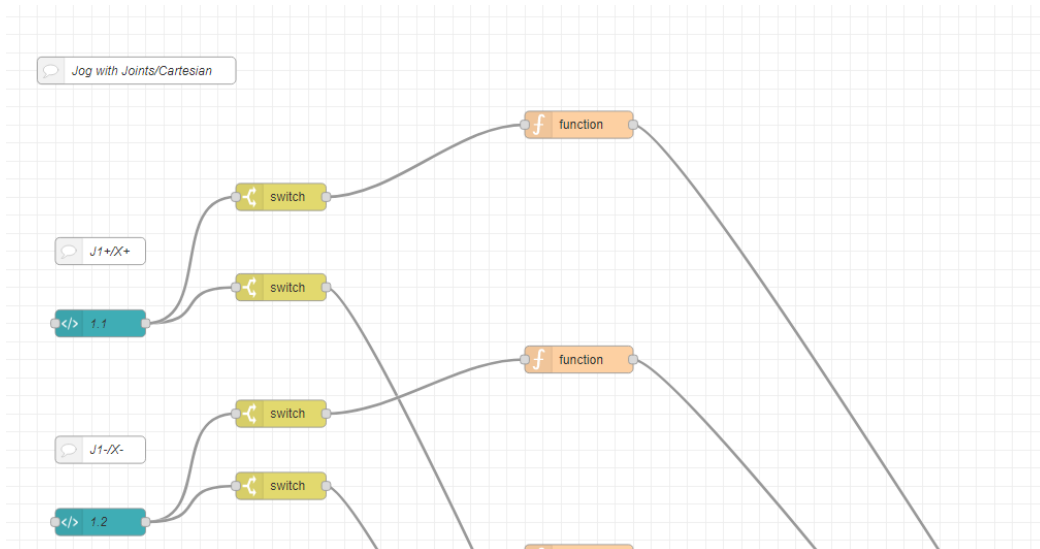 Jog with Joints/Cartesian
function
switch
J1+/X+
switch
</> 1.1
function
switch
J1-/X-
switch
</> 1.2